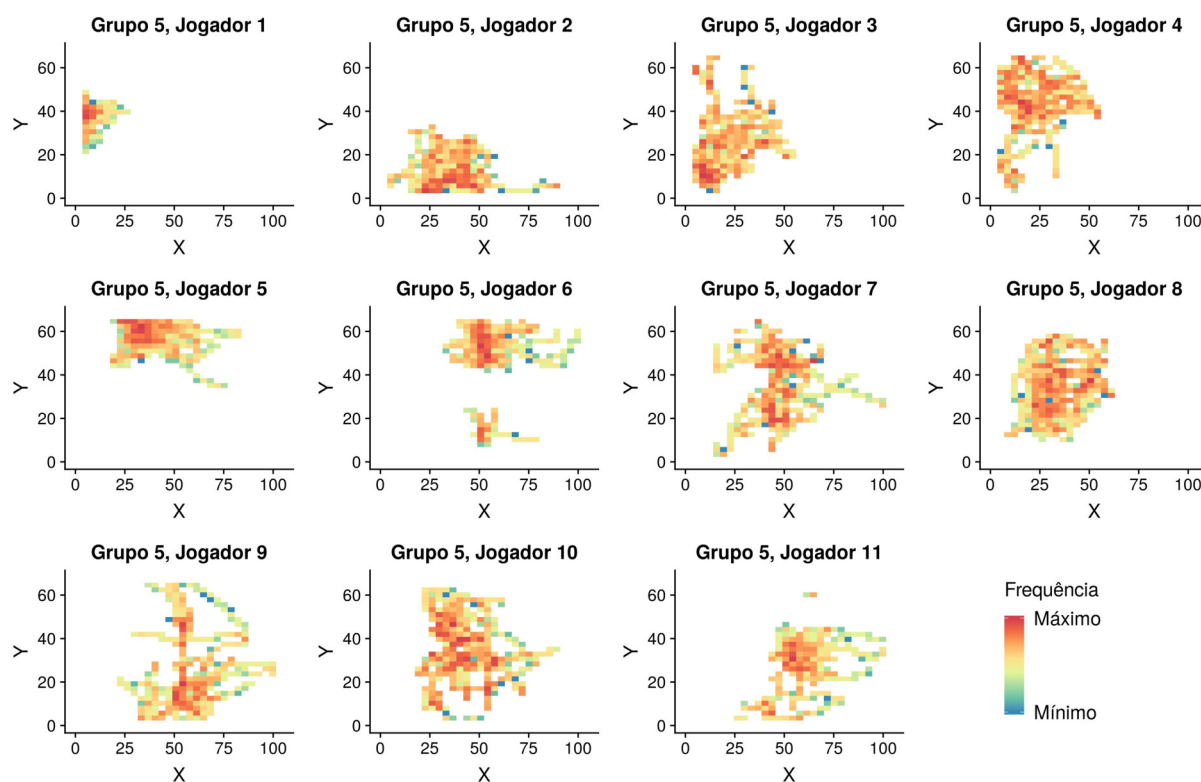 Grupo 5, Jogador 1
60
40
20
0
Y
0 25 50 75 100
X
Grupo 5, Jogador 2
60
40
20
0
Y
0 25 50 75 100
X
Grupo 5, Jogador 3
60
40
20
0
Y
0 25 50 75 100
X
Grupo 5, Jogador 4
60
40
20
0
Y
0 25 50 75 100
X
Grupo 5, Jogador 5
60
40
20
0
Y
0 25 50 75 100
X
Grupo 5, Jogador 6
60
40
20
0
Y
0 25 50 75 100
X
Grupo 5, Jogador 7
60
40
20
0
Y
0 25 50 75 100
X
Grupo 5, Jogador 8
60
40
20
0
Y
0 25 50 75 100
X
Grupo 5, Jogador 9
60
40
20
0
Y
0 25 50 75 100
X
Grupo 5, Jogador 10
60
40
20
0
Y
0 25 50 75 100
X
Grupo 5, Jogador 11
60
40
20
0
Y
0 25 50 75 100
X
Frequência
Máximo
Mínimo